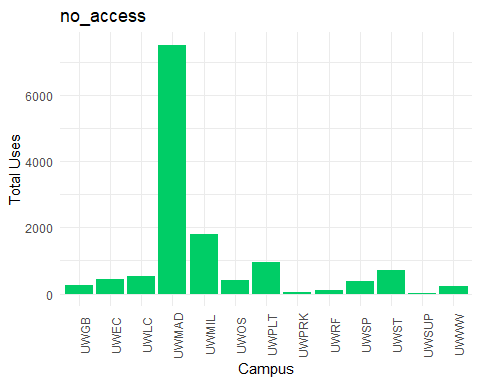 no_access
Total Uses
6000
4000
2000
0
UWGB
UWEC
UWLC
UWMAD
UWMIL
UWOS
UWPLT
UWPRK
UWRF
UWSP
UWST
UWSUP
UWWW
Campus